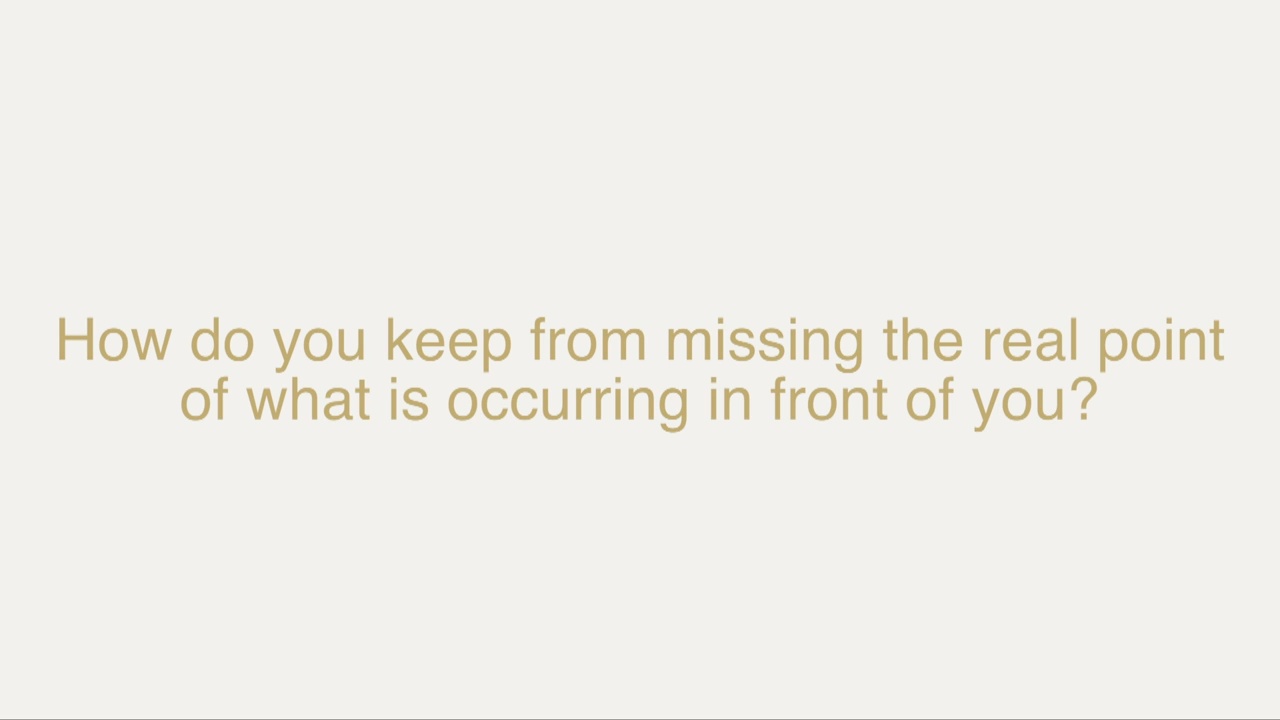 How do you keep from missing the real point
of what is occurring in front of you?